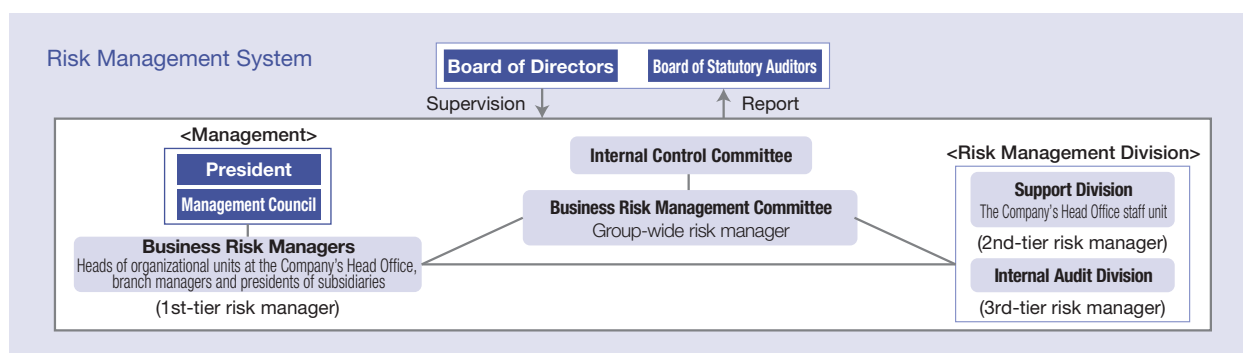 Risk Management System
Board of Directors
Board of Statutory Auditors
Supervision
Report
<Management>
President
Management Council
Business Risk Managers
Heads of organizational units at the Company's Head Office,
branch managers and presidents of subsidiaries
(1st-tier risk manager)
Internal Control Committee
Business Risk Management Committee
Group-wide risk manager
<Risk Management Division>
Support Division
The Company's Head Office staff unit
(2nd-tier risk manager)
Internal Audit Division
(3rd-tier risk manager)